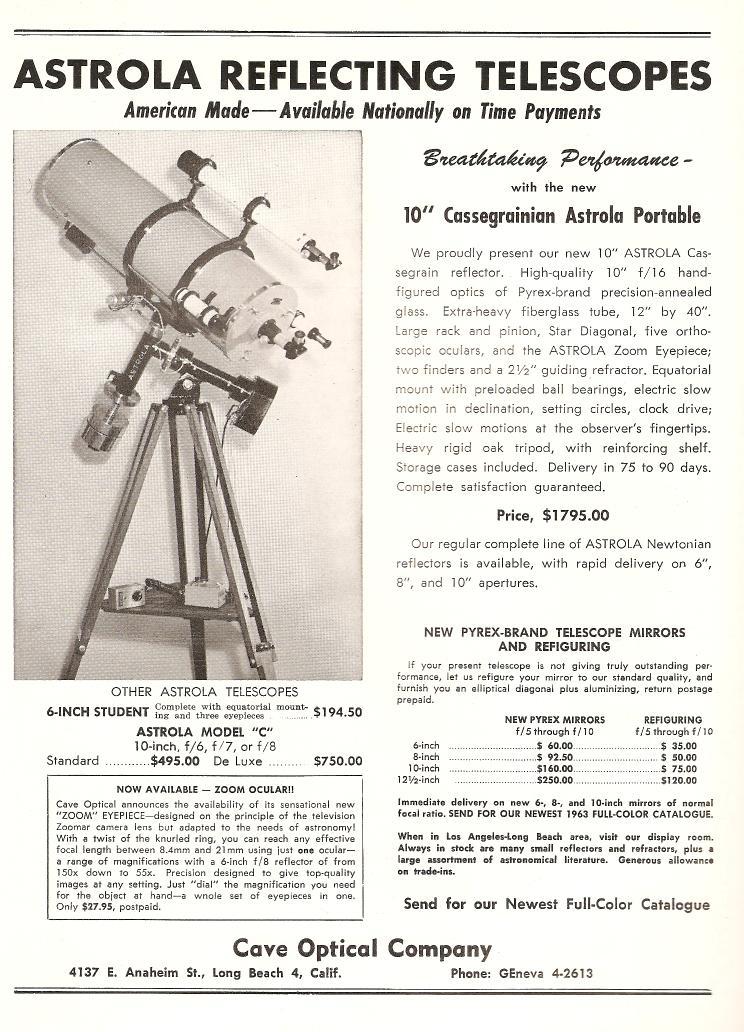 ASTROLA REFLECTING TELESCOPES
American Made—Available Nationally on Time Payments
ASTROLA
Breathtaking Performance –
with the new
10" Cassegrainian Astrola Portable
We proudly present our new 10" ASTROLA Cas-
segrain reflector. High-quality 10" f/16 hand-
figured optics of Pyrex-brand precision-annealed
glass. Extra-heavy fiberglass tube, 12" by 40".
Large rack and pinion, Star Diagonal, five ortho-
scopic oculars, and the ASTROLA Zoom Eyepiece;
two finders and a 2½" guiding refractor. Equatorial
mount with preloaded ball bearings, electric slow
motion in declination, setting circles, clock drive;
Electric slow motions at the observer's fingertips.
Heavy rigid oak tripod, with reinforcing shelf.
Storage cases included. Delivery in 75 to 90 days.
Complete satisfaction guaranteed.
Price, $1795.00
Our regular complete line of ASTROLA Newtonian
reflectors is available, with rapid delivery on 6",
8", and 10" apertures.
NEW PYREX-BRAND TELESCOPE MIRRORS
AND REFIGURING
If your present telescope is not giving truly outstanding per-
formance, let us refigure your mirror to our standard quality, and
furnish you an elliptical diagonal plus aluminizing, return postage
prepaid.
NEW PYREX MIRRORS REFIGURING
f/5 through f/10 f/5 through f/10
6-inch ........ $ 60.00 ........ $ 35.00
8-inch ........ $ 92.50 ........ $ 50.00
10-inch ........ $160.00 ........ $ 75.00
12½-inch ........ $250.00 ........ $120.00
Immediate delivery on new 6-, 8-, and 10-inch mirrors of normal
focal ratio. SEND FOR OUR NEWEST 1963 FULL-COLOR CATALOGUE.
When in Los Angeles-Long Beach area, visit our display room.
Always in stock are many small reflectors and refractors, plus a
large assortment of astronomical literature. Generous allowance
on trade-ins.
Send for our Newest Full-Color Catalogue
OTHER ASTROLA TELESCOPES
6-INCH STUDENT Complete with equatorial mount-
ing and three eyepieces ........ $194.50
ASTROLA MODEL "C"
10-inch, f/6, f/7, or f/8
Standard ........ $495.00 De Luxe ........ $750.00
NOW AVAILABLE — ZOOM OCULAR!!
Cave Optical announces the availability of its sensational new
"ZOOM" EYEPIECE—designed on the principle of the television
Zoomar camera lens but adapted to the needs of astronomy!
With a twist of the knurled ring, you can reach any effective
focal length between 8.4mm and 21mm using just one ocular—
a range of magnifications with a 6-inch f/8 reflector of from
150x down to 55x. Precision designed to give top-quality
images at any setting. Just "dial" the magnification you need
for the object at hand—a whole set of eyepieces in one.
Only $27.95, postpaid.
Cave Optical Company
4137 E. Anaheim St., Long Beach 4, Calif. Phone: GEneva 4-2613